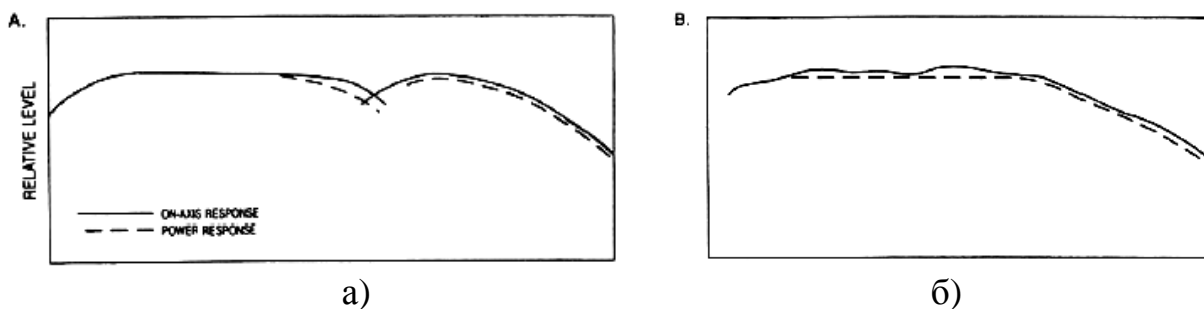 A.
RELATIVE LEVEL
ON-AXIS RESPONSE
POWER RESPONSE
а)
B.
б)